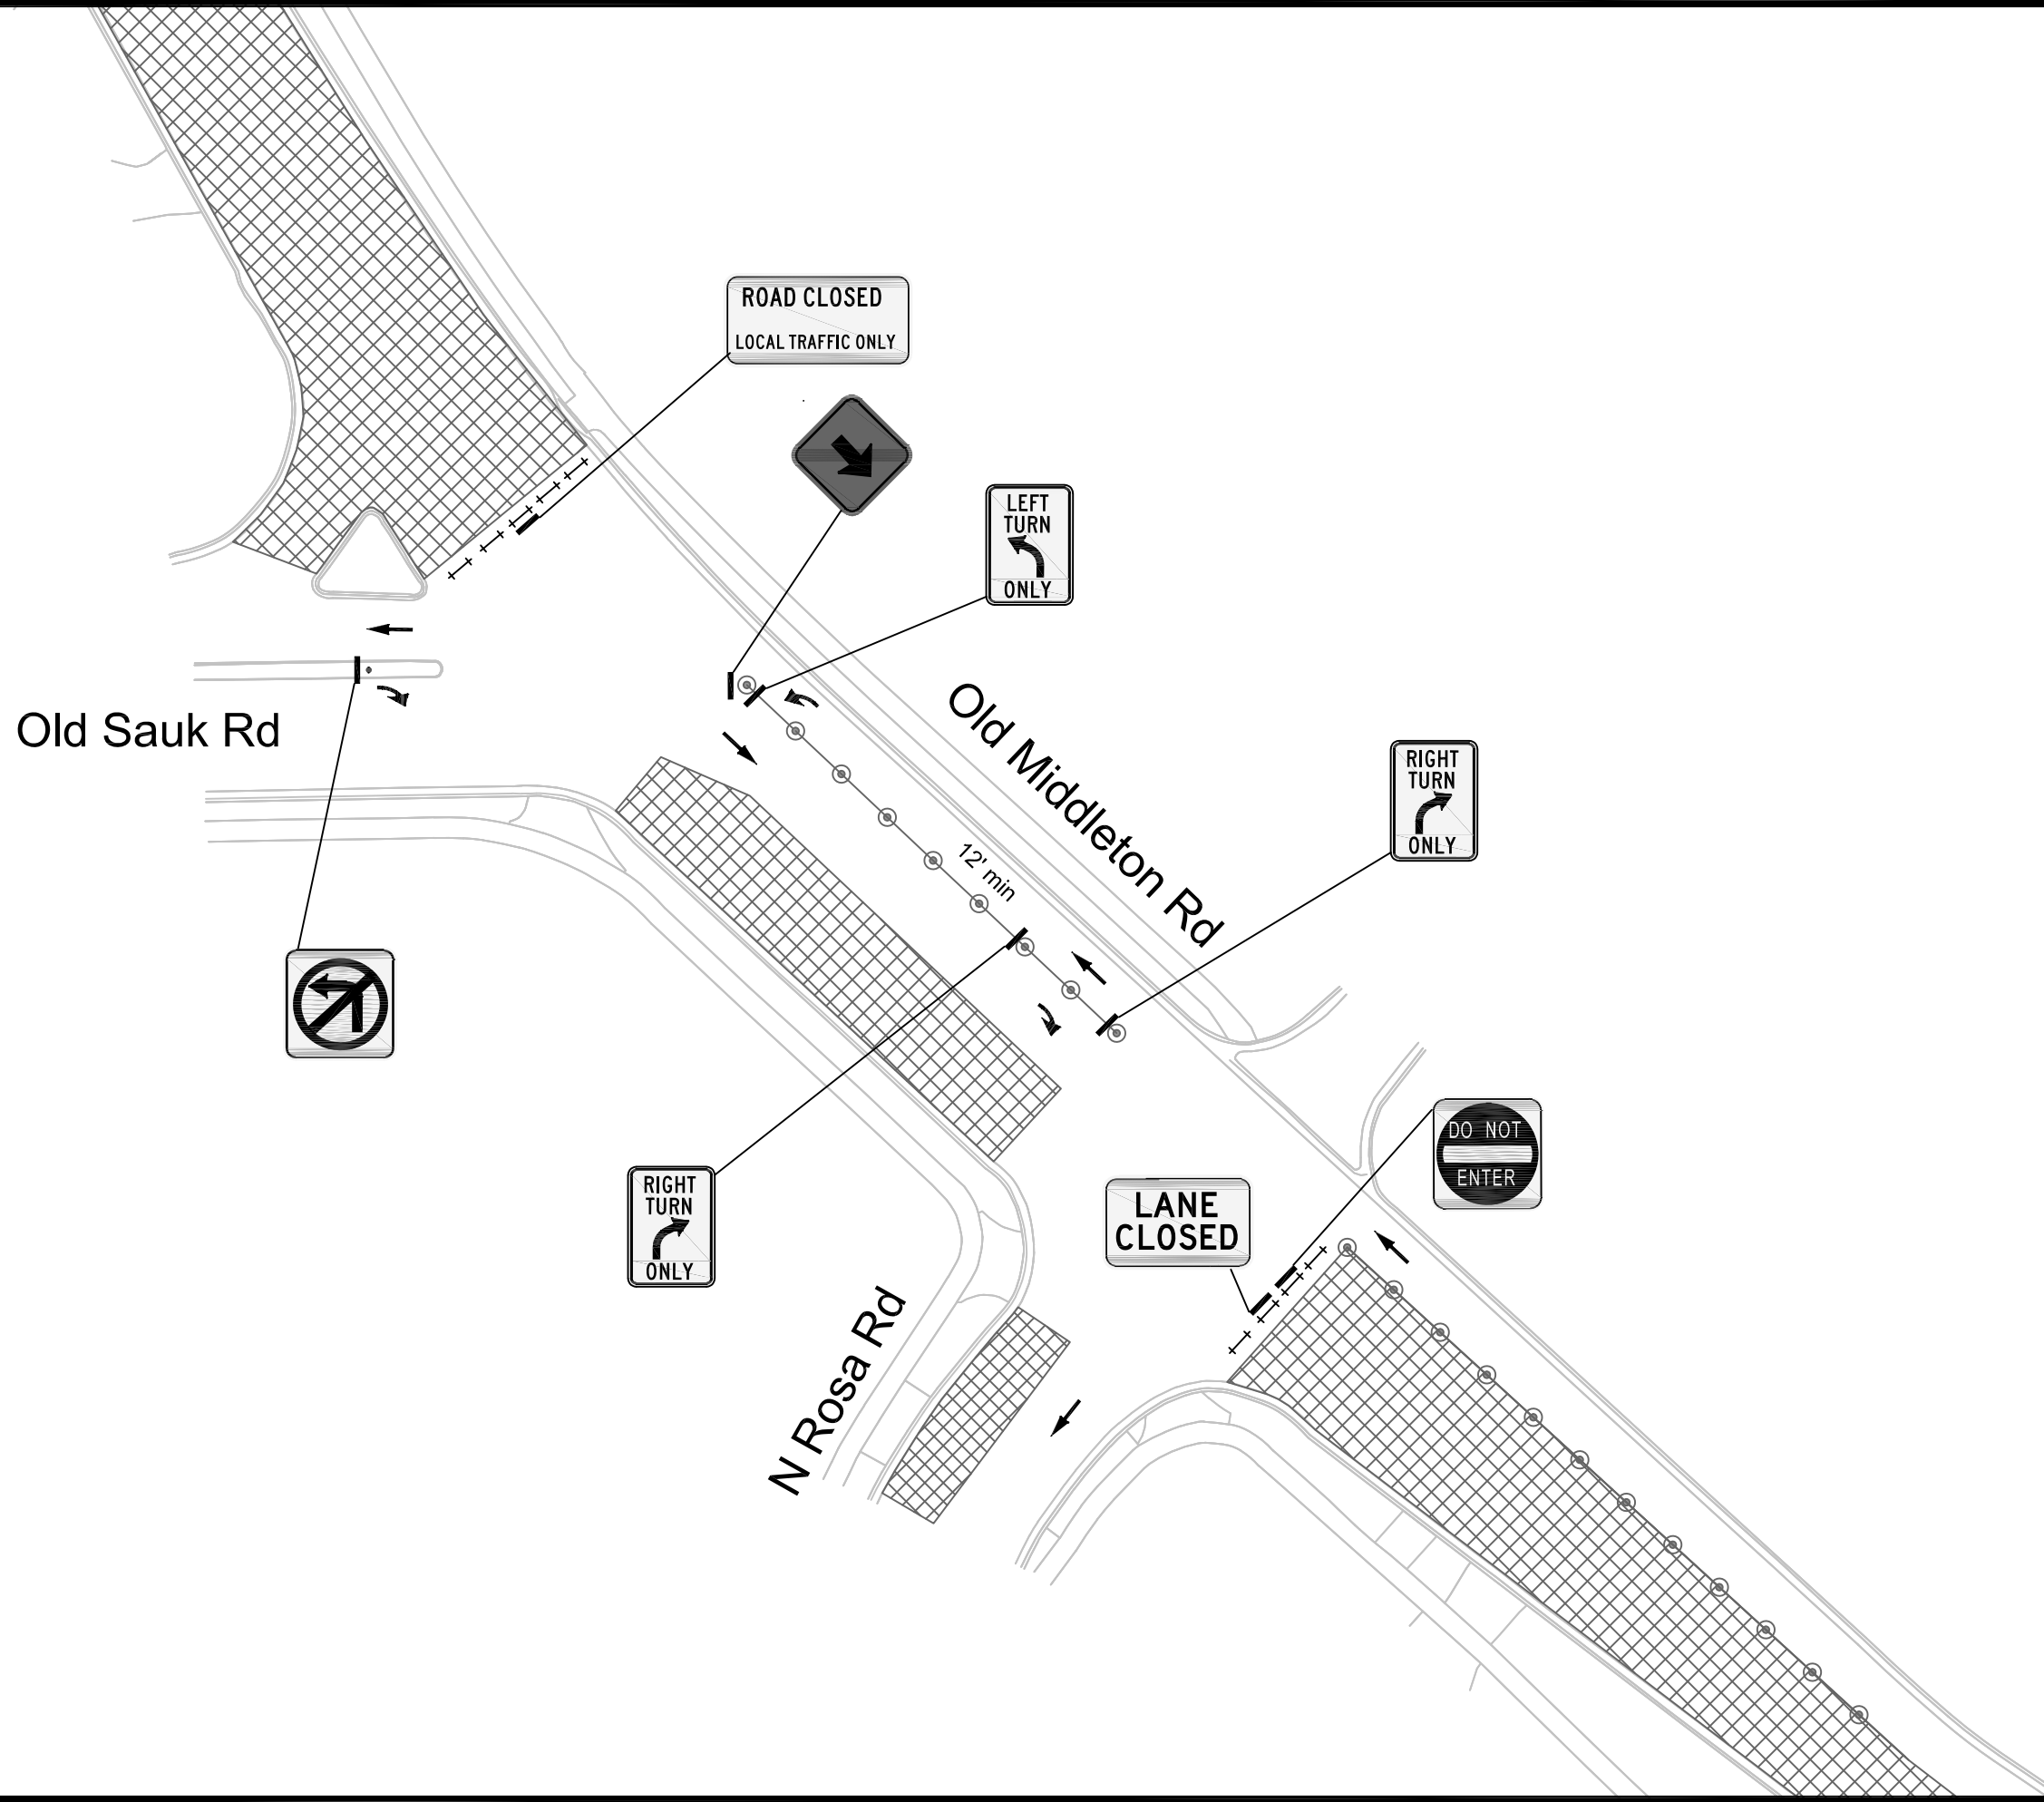 ROAD CLOSED
LOCAL TRAFFIC ONLY
LEFT
TURN
ONLY
Old Sauk Rd
Old Middleton Rd
12' min
RIGHT
TURN
ONLY
DO NOT
ENTER
LANE
CLOSED
RIGHT
TURN
ONLY
N Rosa Rd